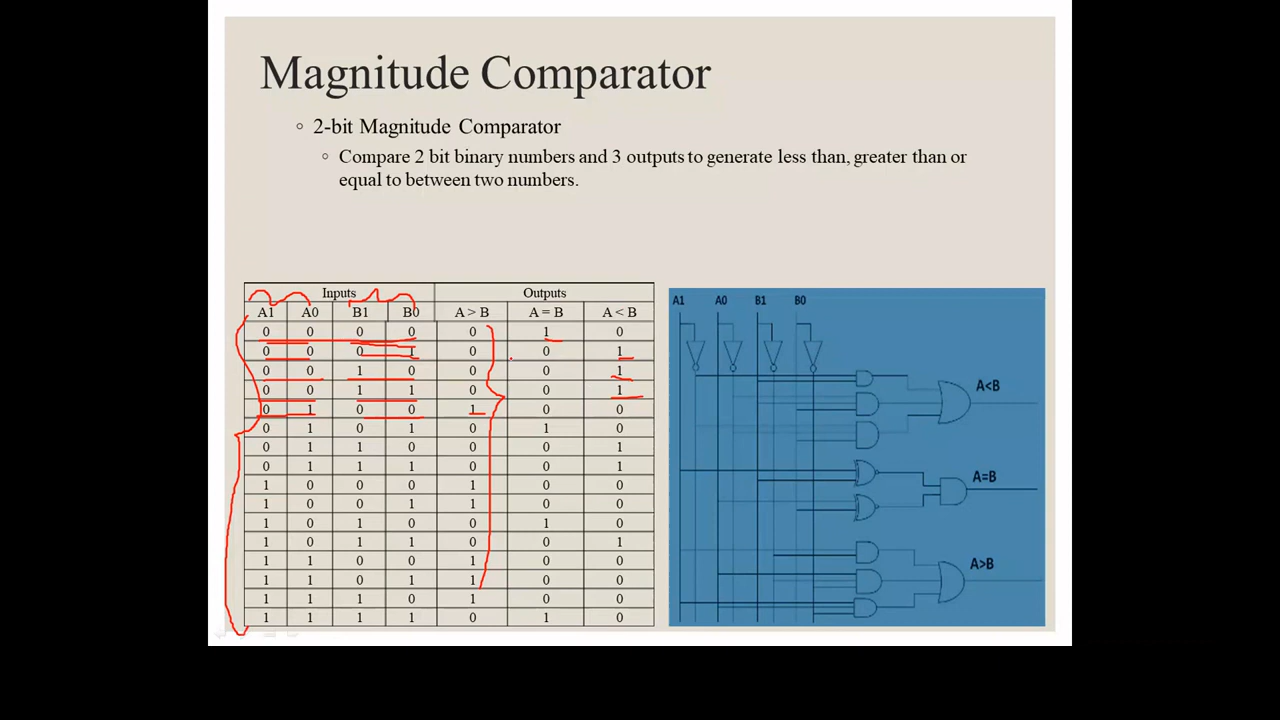 Magnitude Comparator
◦ 2-bit Magnitude Comparator
◦ Compare 2 bit binary numbers and 3 outputs to generate less than, greater than or
equal to between two numbers.
Inputs Outputs
A1 A0 B1 B0 A > B A = B A < B
0 0 0 0 0 1 0
0 0 0 1 0 0 1
0 0 1 0 0 0 1
0 0 1 1 0 0 1
0 1 0 0 1 0 0
0 1 0 1 0 1 0
0 1 1 0 0 0 1
0 1 1 1 0 0 1
1 0 0 0 1 0 0
1 0 0 1 1 0 0
1 0 1 0 0 1 0
1 0 1 1 0 0 1
1 1 0 0 1 0 0
1 1 0 1 1 0 0
1 1 1 0 1 0 0
1 1 1 1 0 1 0
A1 A0 B1 B0
A<B
A=B
A>B